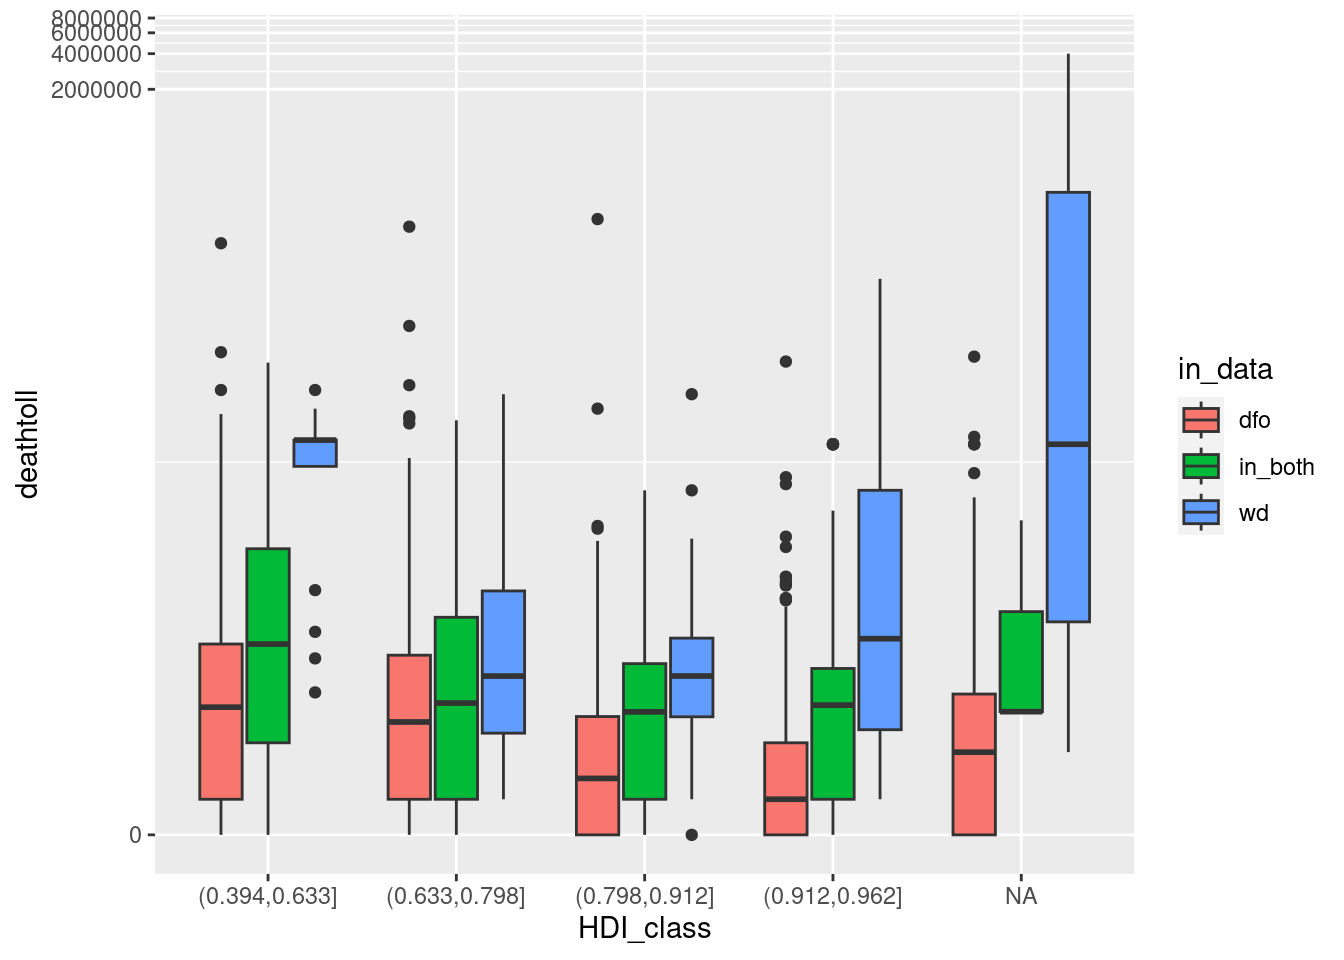 8000000
6000000
4000000
2000000
0
deathtoll
(0.394,0.633]
(0.633,0.798]
(0.798,0.912]
(0.912,0.962]
NA
HDI_class
in_data
dfo
in_both
wd